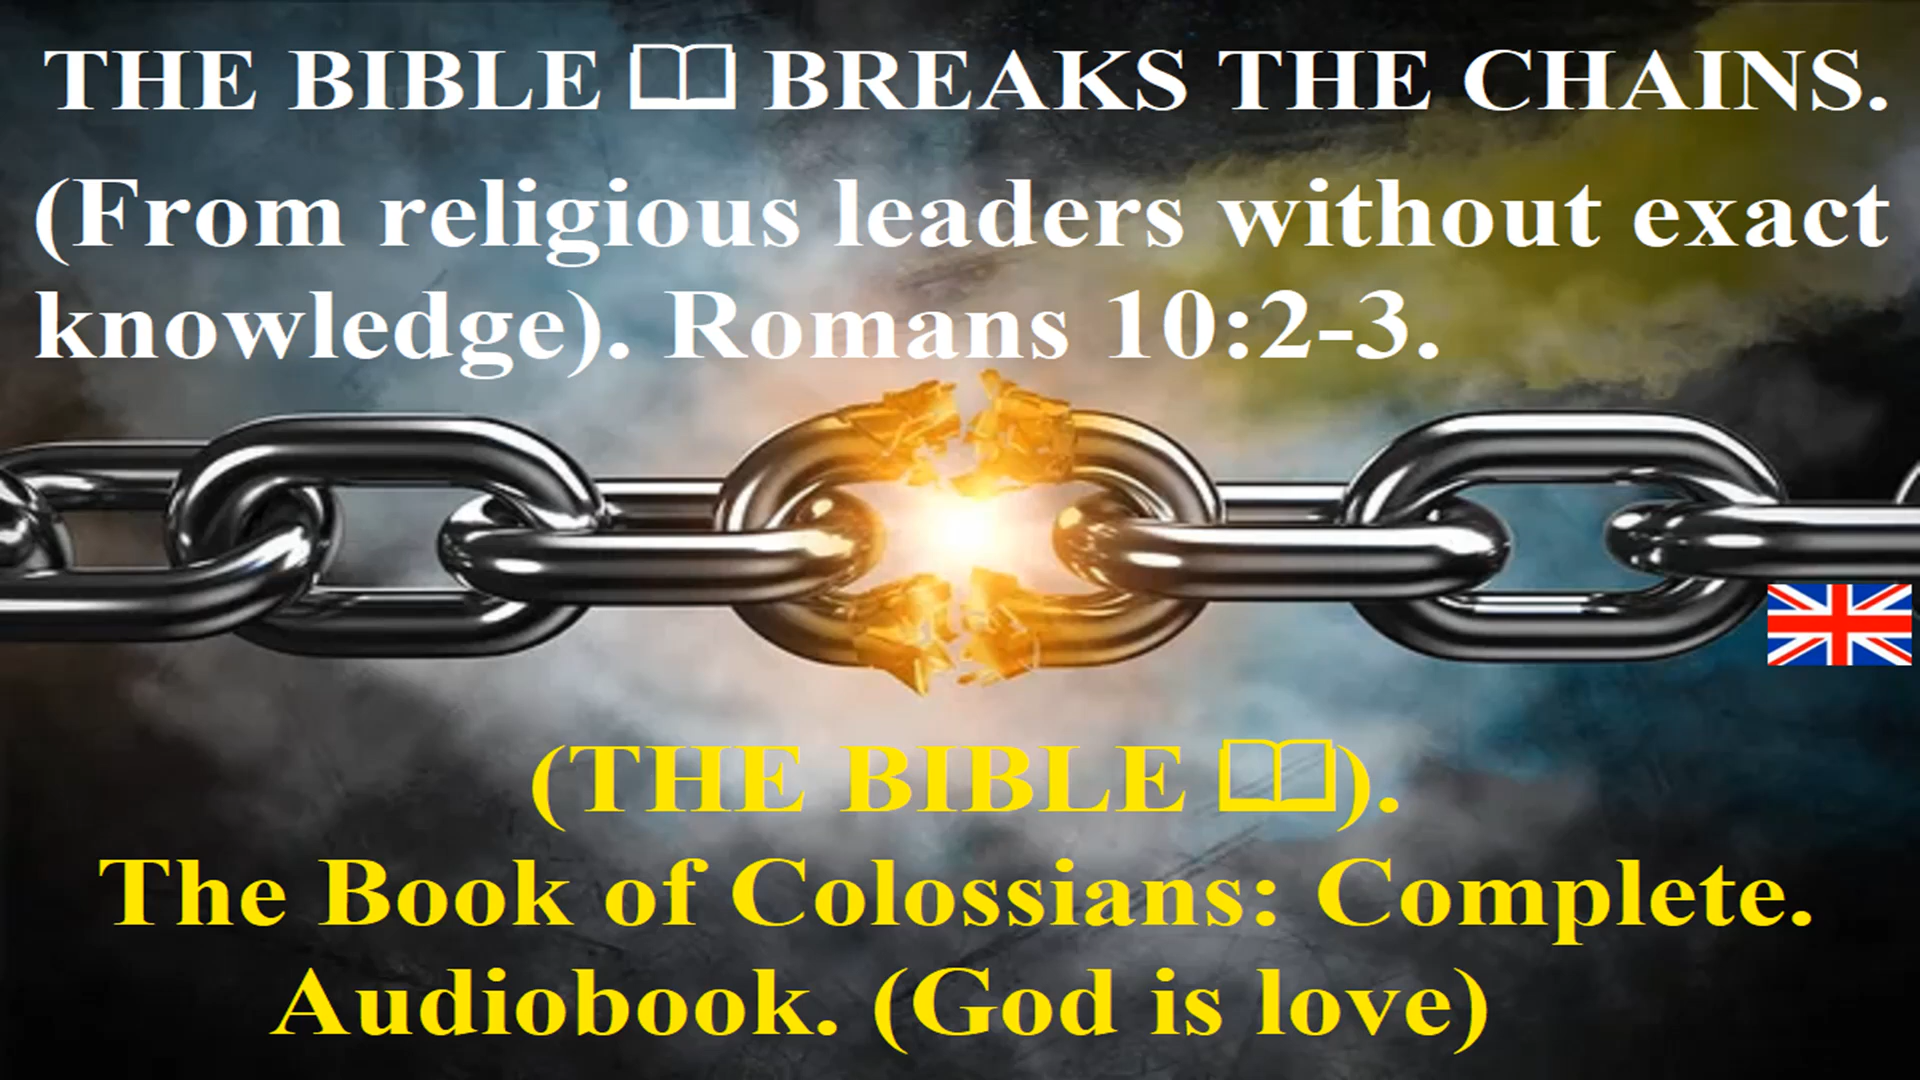 THE BIBLE 📖 BREAKS THE CHAINS.
(From religious leaders without exact
knowledge). Romans 10:2-3.
(THE BIBLE 📖).
The Book of Colossians: Complete.
Audiobook. (God is love)